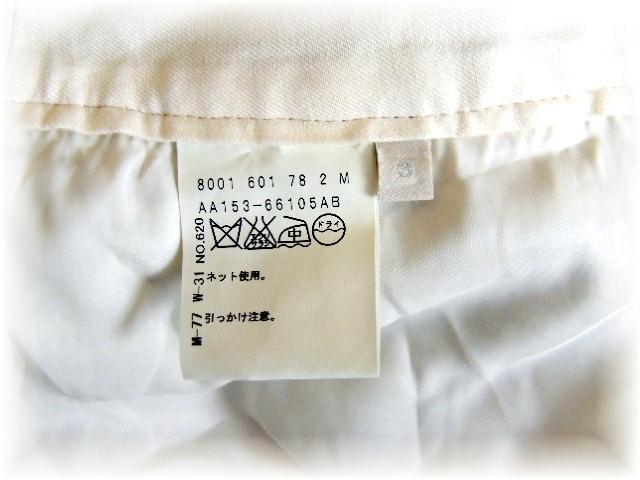 8001 601 78 2 M
AA153-66105AB
中
ドライ
ネット使用。
引っかけ注意。
M-77 W-31 NO.620
3